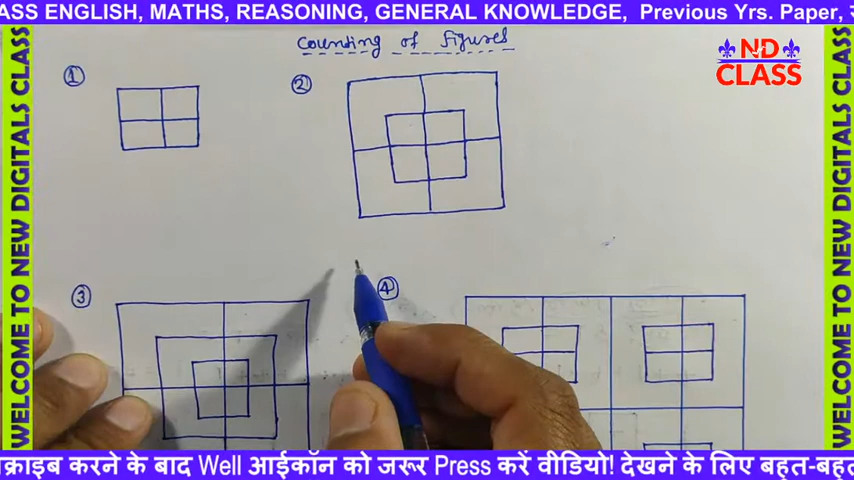 ASS ENGLISH, MATHS, REASONING, GENERAL KNOWLEDGE, Previous Yrs. Paper,
Counting of figures
ND
CLASS
①
②
③
④
WELCOME TO NEW DIGITALS CLASS
WELCOME TO NEW DIGITALS CLASS
क्राइब करने के बाद Well आईकॉन को जरूर Press करें वीडियो! देखने के लिए बहुत-बहुत